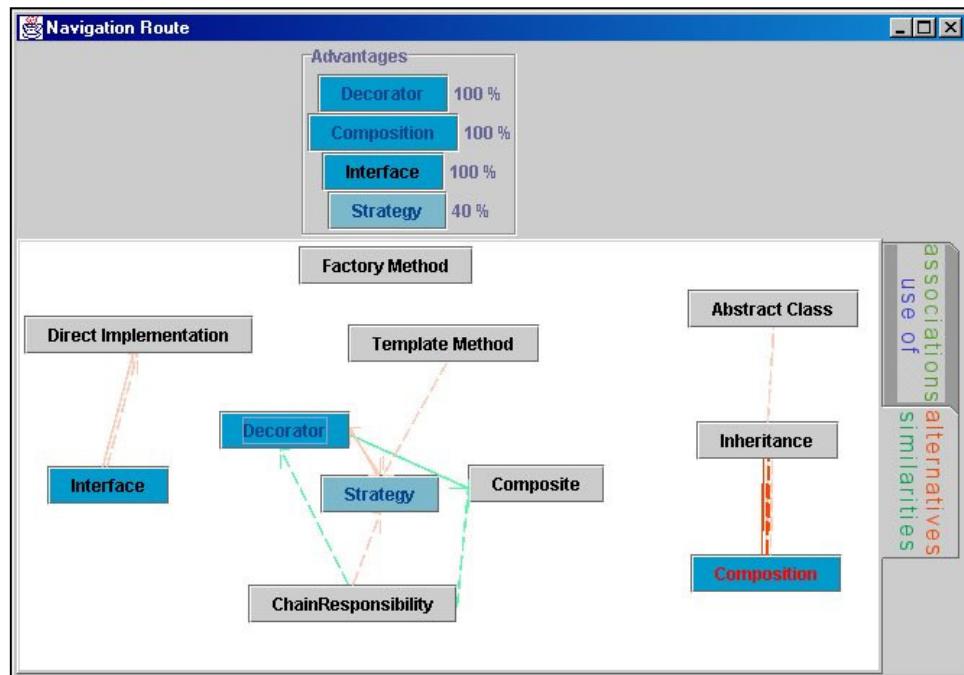 Navigation Route
Advantages
Decorator 100 %
Composition 100 %
Interface 100 %
Strategy 40 %
Factory Method
Abstract Class
Direct Implementation
Template Method
Decorator
Inheritance
Interface
Strategy
Composite
Composition
ChainResponsibility
associations
use of
alternatives
similarities